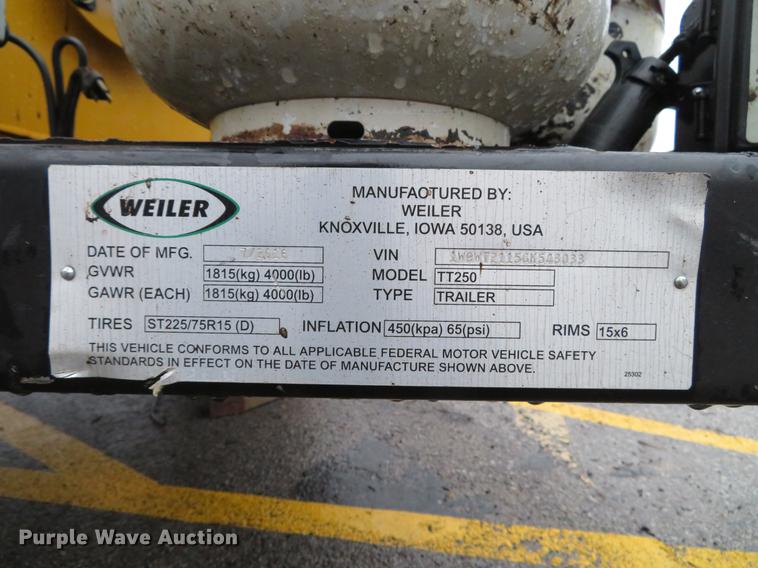 WEILER
MANUFACTURED BY:
WEILER
KNOXVILLE, IOWA 50138, USA
DATE OF MFG. 7/2016
VIN
GVWR 1815(kg) 4000(lb)
MODEL TT250
GAWR (EACH) 1815(kg) 4000(lb)
TYPE TRAILER
TIRES ST225/75R15 (D) INFLATION 450(kpa) 65(psi) RIMS 15x6
THIS VEHICLE CONFORMS TO ALL APPLICABLE FEDERAL MOTOR VEHICLE SAFETY
STANDARDS IN EFFECT ON THE DATE OF MANUFACTURE SHOWN ABOVE.
25302
Purple Wave Auction